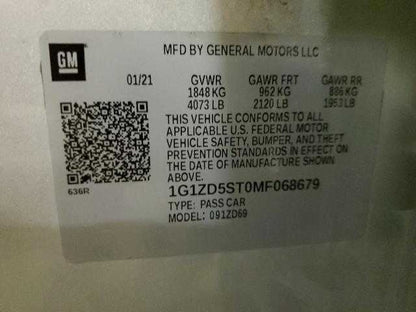 GM
MFD BY GENERAL MOTORS LLC
01/21 GVWR GAWR FRT GAWR RR
1848 KG 962 KG 886 KG
4073 LB 2120 LB 1953 LB
THIS VEHICLE CONFORMS TO ALL
APPLICABLE U.S. FEDERAL MOTOR
VEHICLE SAFETY, BUMPER, AND THEFT
PREVENTION STANDARDS IN EFFECT ON
THE DATE OF MANUFACTURE SHOWN
ABOVE.
636R
1G1ZD5ST0MF068679
TYPE: PASS CAR
MODEL: 091ZD69